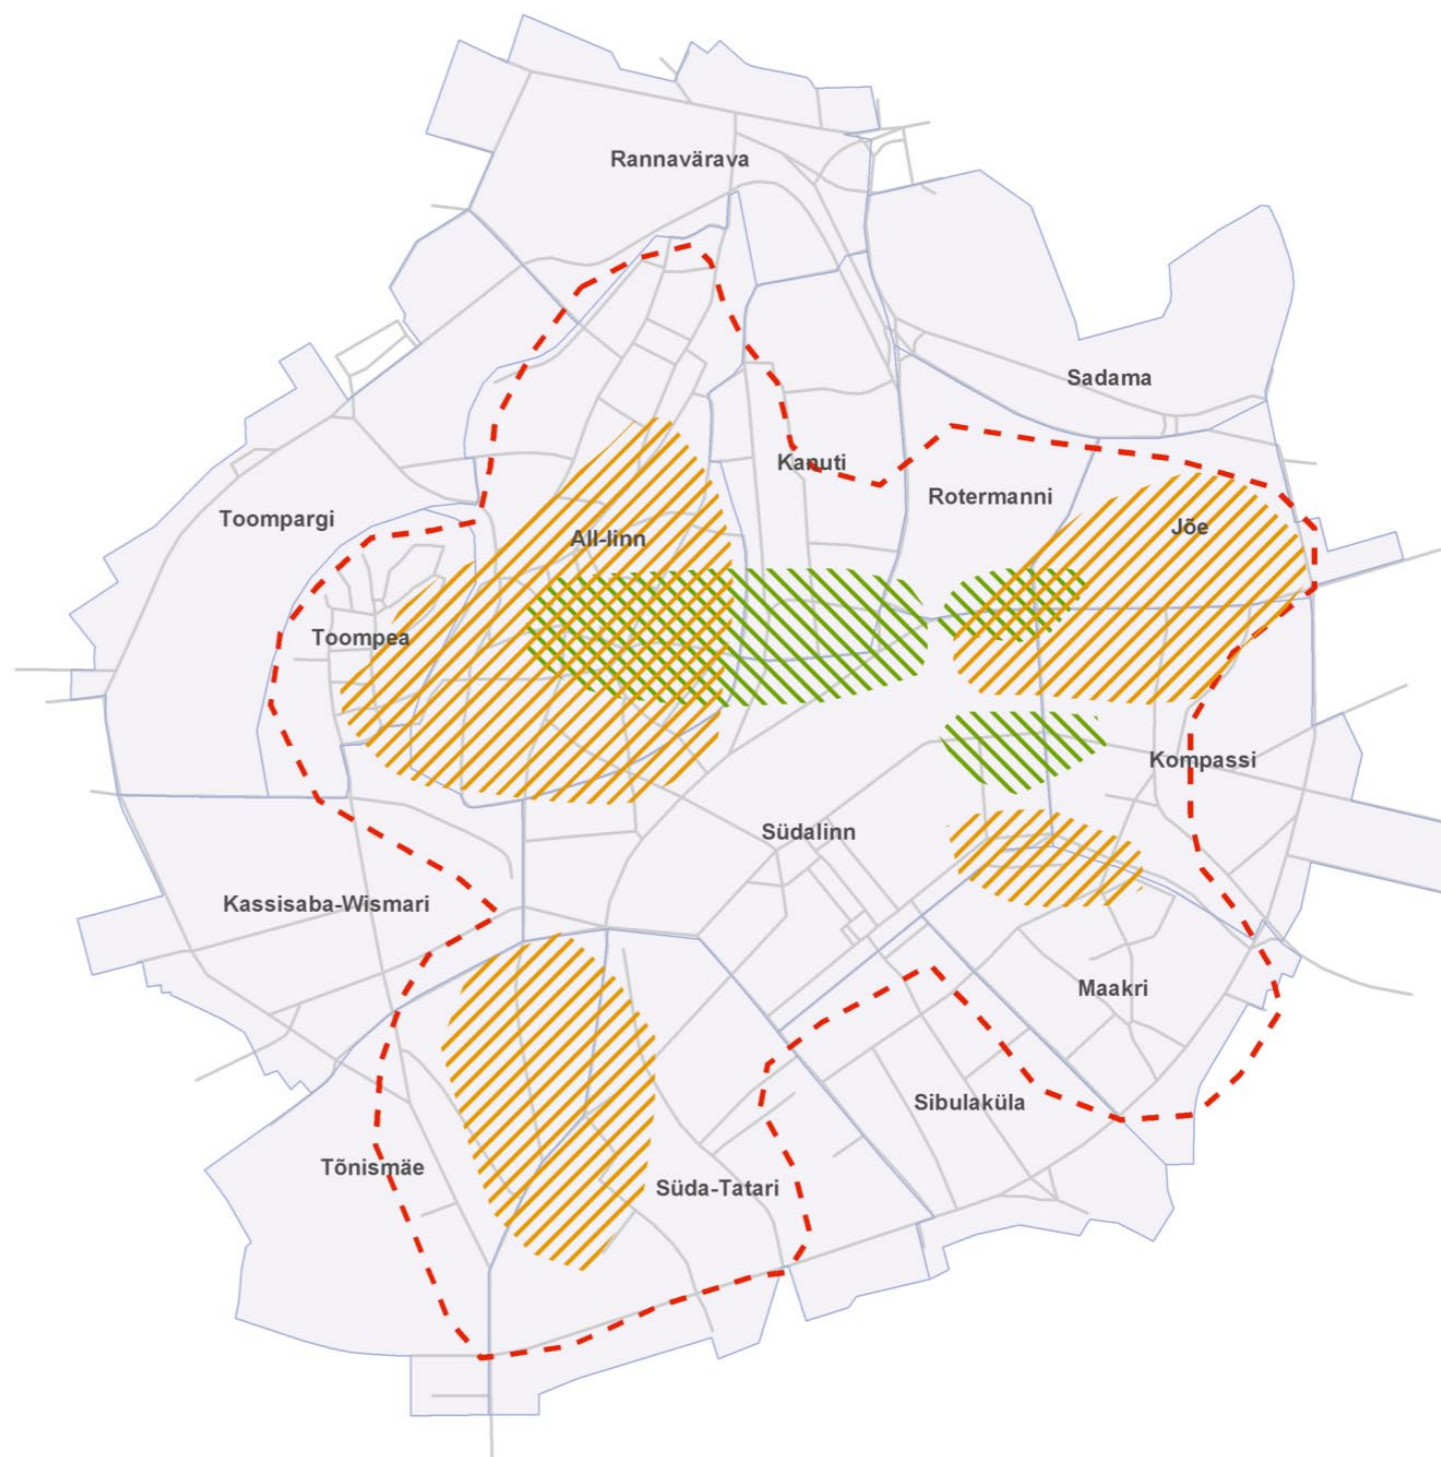 Rannavärava
Sadama
Kanuti
Rotermanni
Toompargi
Jõe
All-linn
Toompea
Kompassi
Südalinn
Kassisaba-Wismari
Maakri
Sibulaküla
Tõnismäe
Süda-Tatari